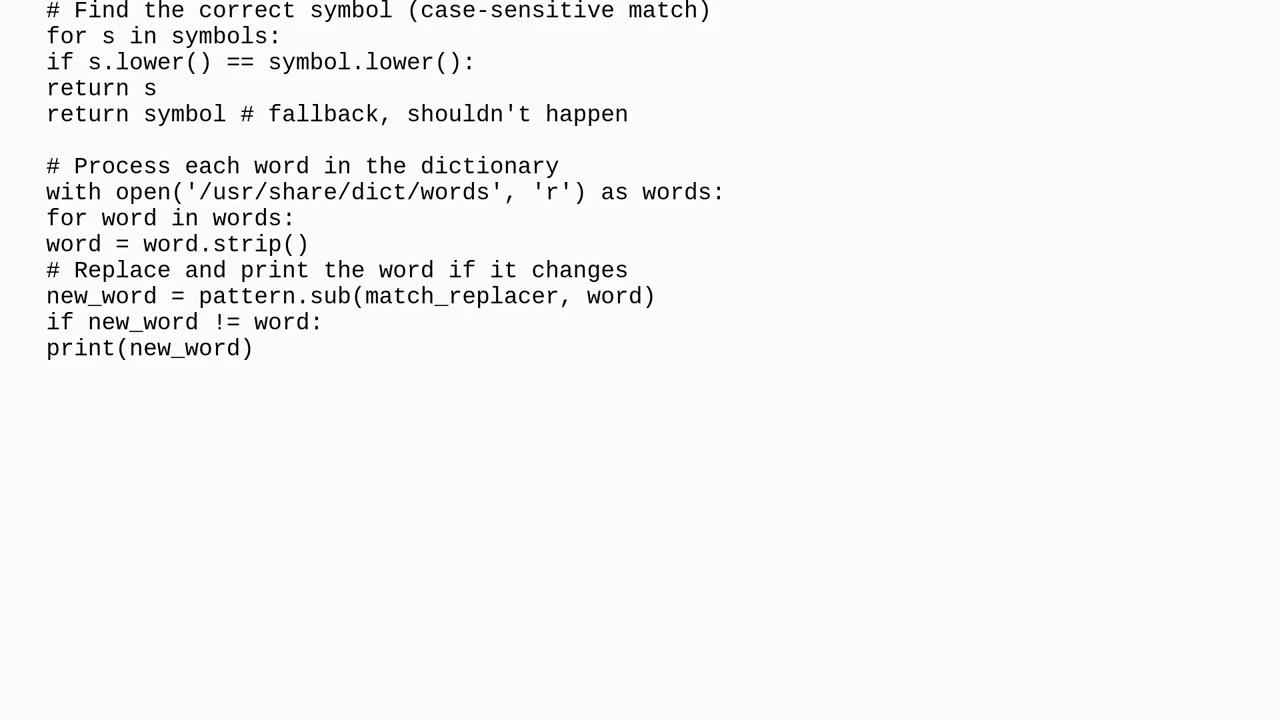 # Find the correct symbol (case-sensitive match)
for s in symbols:
if s.lower() == symbol.lower():
return s
return symbol # fallback, shouldn't happen

# Process each word in the dictionary
with open('/usr/share/dict/words', 'r') as words:
for word in words:
word = word.strip()
# Replace and print the word if it changes
new_word = pattern.sub(match_replacer, word)
if new_word != word:
print(new_word)